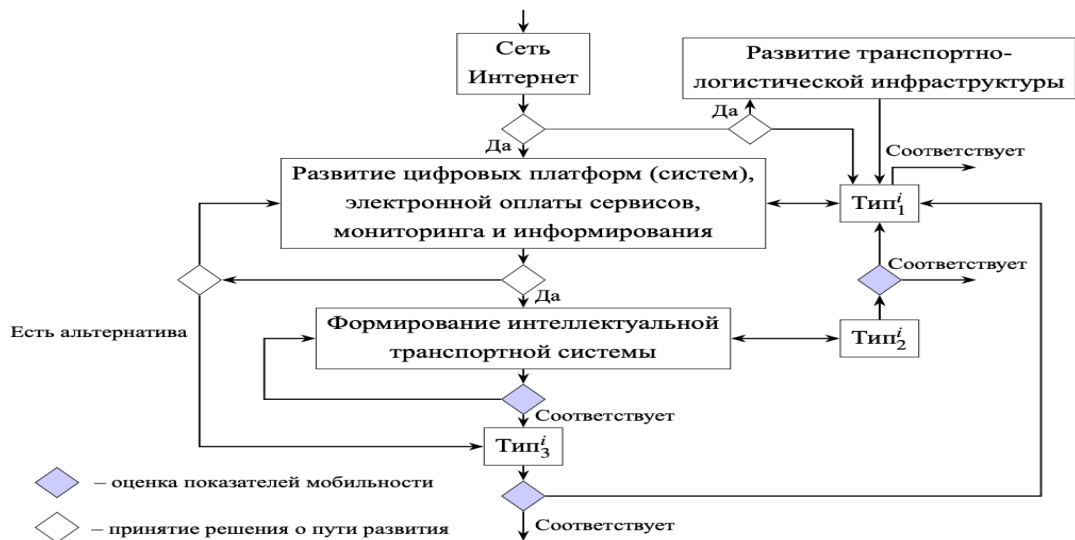 Сеть
Интернет
Развитие транспортно-
логистической инфраструктуры
Да
Да
Соответствует
Развитие цифровых платформ (систем),
электронной оплаты сервисов,
мониторинга и информирования
Тип₁ⁱ
Соответствует
Да
Есть альтернатива
Формирование интеллектуальной
транспортной системы
Тип₂ⁱ
Соответствует
Тип₃ⁱ
– оценка показателей мобильности
– принятие решения о пути развития
Соответствует